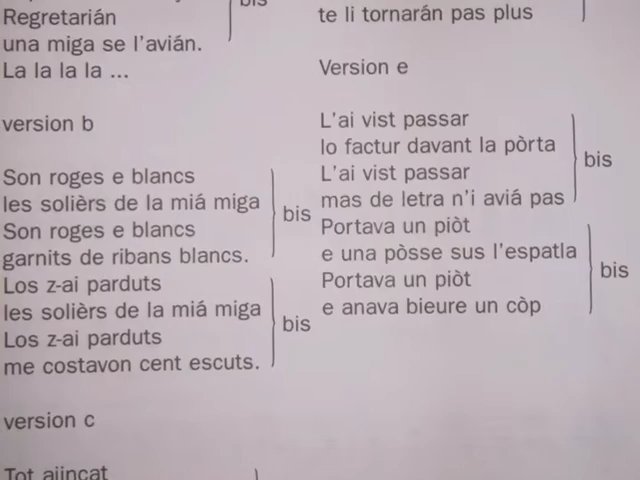 Regretarián
bis
una miga se l'avián.
La la la la ...
version b
Son roges e blancs
les solièrs de la miá miga
Son roges e blancs
garnits de ribans blancs.
bis
Los z-ai parduts
les solièrs de la miá miga
Los z-ai parduts
me costavon cent escuts.
bis
version c
Tot ajincat
te li tornarán pas plus
Version e
L'ai vist passar
lo factur davant la pòrta
L'ai vist passar
mas de letra n'i aviá pas
bis
Portava un piòt
e una pòsse sus l'espatla
Portava un piòt
e anava bieure un còp
bis